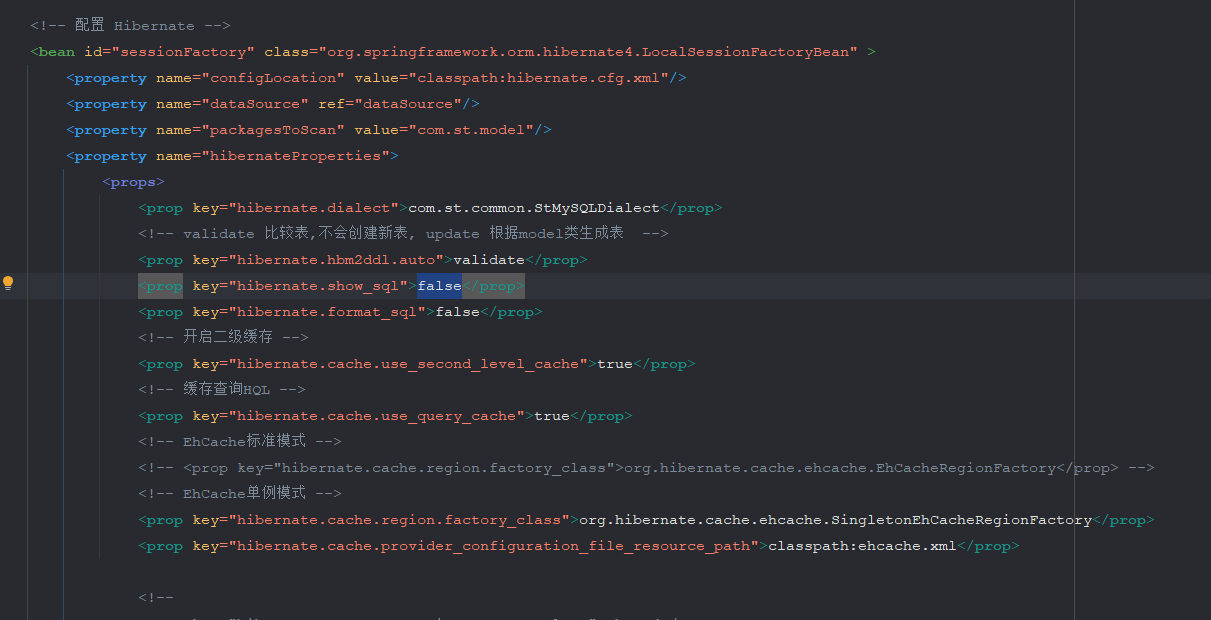 <!-- 配置 Hibernate -->
<bean id="sessionFactory" class="org.springframework.orm.hibernate4.LocalSessionFactoryBean" >
<property name="configLocation" value="classpath:hibernate.cfg.xml"/>
<property name="dataSource" ref="dataSource"/>
<property name="packagesToScan" value="com.st.model"/>
<property name="hibernateProperties">
<props>
<prop key="hibernate.dialect">com.st.common.StMySQLDialect</prop>
<!-- validate 比较表,不会创建新表, update 根据model类生成表  -->
<prop key="hibernate.hbm2ddl.auto">validate</prop>
<prop key="hibernate.show_sql">false</prop>
<prop key="hibernate.format_sql">false</prop>
<!-- 开启二级缓存 -->
<prop key="hibernate.cache.use_second_level_cache">true</prop>
<!-- 缓存查询HQL -->
<prop key="hibernate.cache.use_query_cache">true</prop>
<!-- EhCache标准模式 -->
<!-- <prop key="hibernate.cache.region.factory_class">org.hibernate.cache.ehcache.EhCacheRegionFactory</prop> -->
<!-- EhCache单例模式 -->
<prop key="hibernate.cache.region.factory_class">org.hibernate.cache.ehcache.SingletonEhCacheRegionFactory</prop>
<prop key="hibernate.cache.provider_configuration_file_resource_path">classpath:ehcache.xml</prop>
<!--